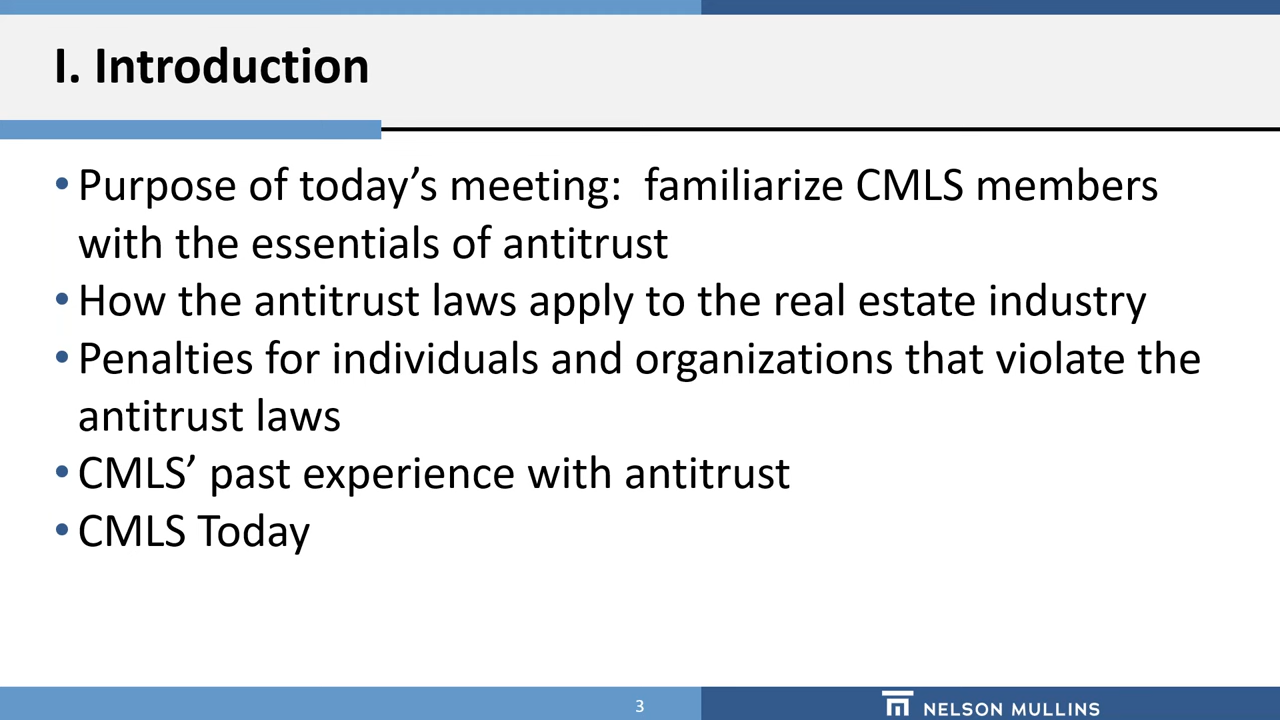 I. Introduction
• Purpose of today’s meeting:  familiarize CMLS members
with the essentials of antitrust
• How the antitrust laws apply to the real estate industry
• Penalties for individuals and organizations that violate the
antitrust laws
• CMLS’ past experience with antitrust
• CMLS Today
3
NELSON MULLINS